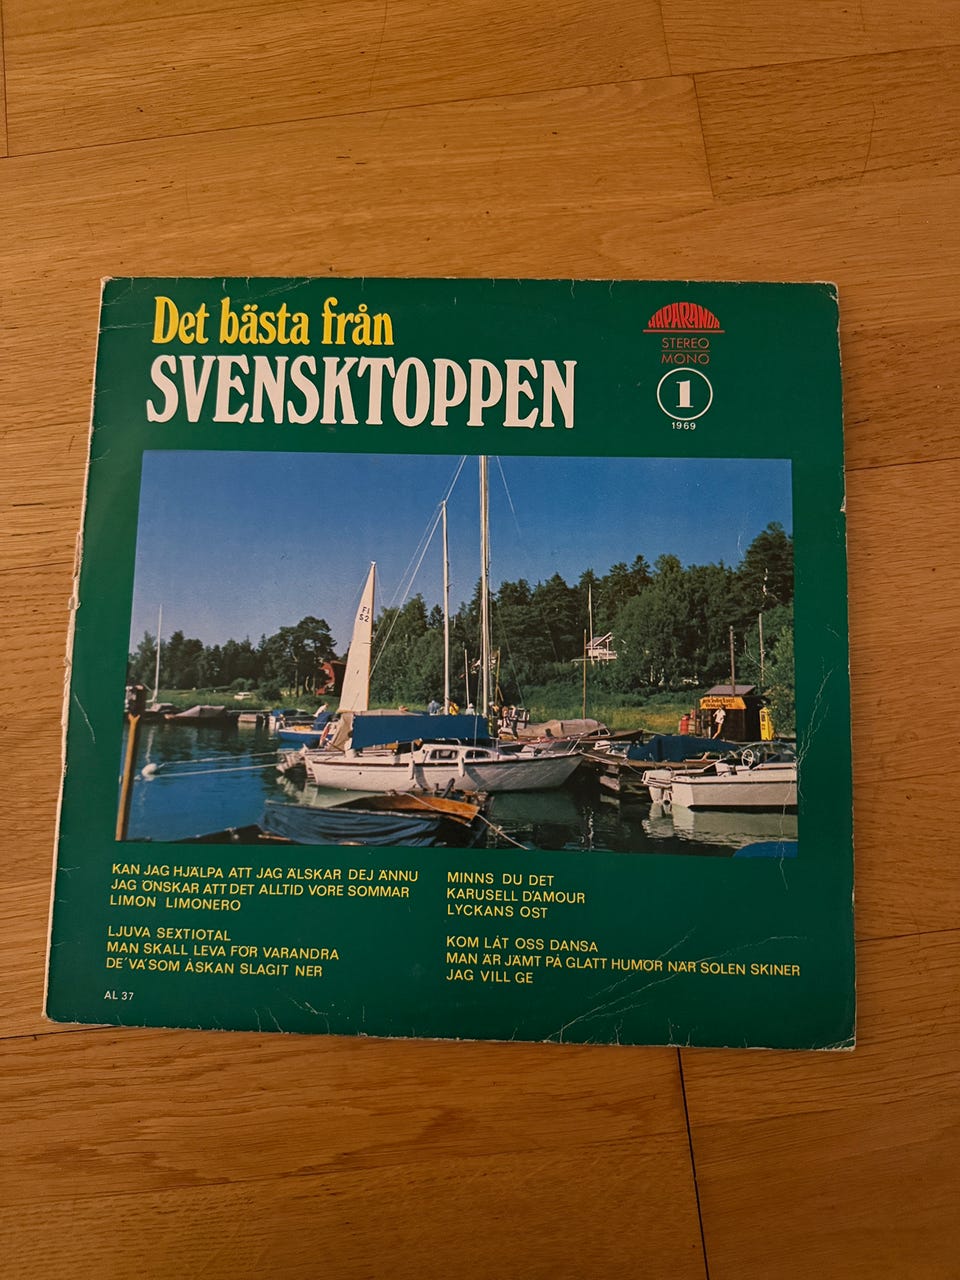 Det bästa från
SVENSKTOPPEN
HAPARANDA
STEREO
MONO
1
1969
KAN JAG HJÄLPA ATT JAG ÄLSKAR DEJ ÄNNU
JAG ÖNSKAR ATT DET ALLTID VORE SOMMAR
LIMON LIMONERO
LJUVA SEXTIOTAL
MAN SKALL LEVA FÖR VARANDRA
DE'VA'SOM ÅSKAN SLAGIT NER
MINNS DU DET
KARUSELL D'AMOUR
LYCKANS OST
KOM LÅT OSS DANSA
MAN ÄR JÄMT PÅ GLATT HUMÖR NÄR SOLEN SKINER
JAG VILL GE
AL 37